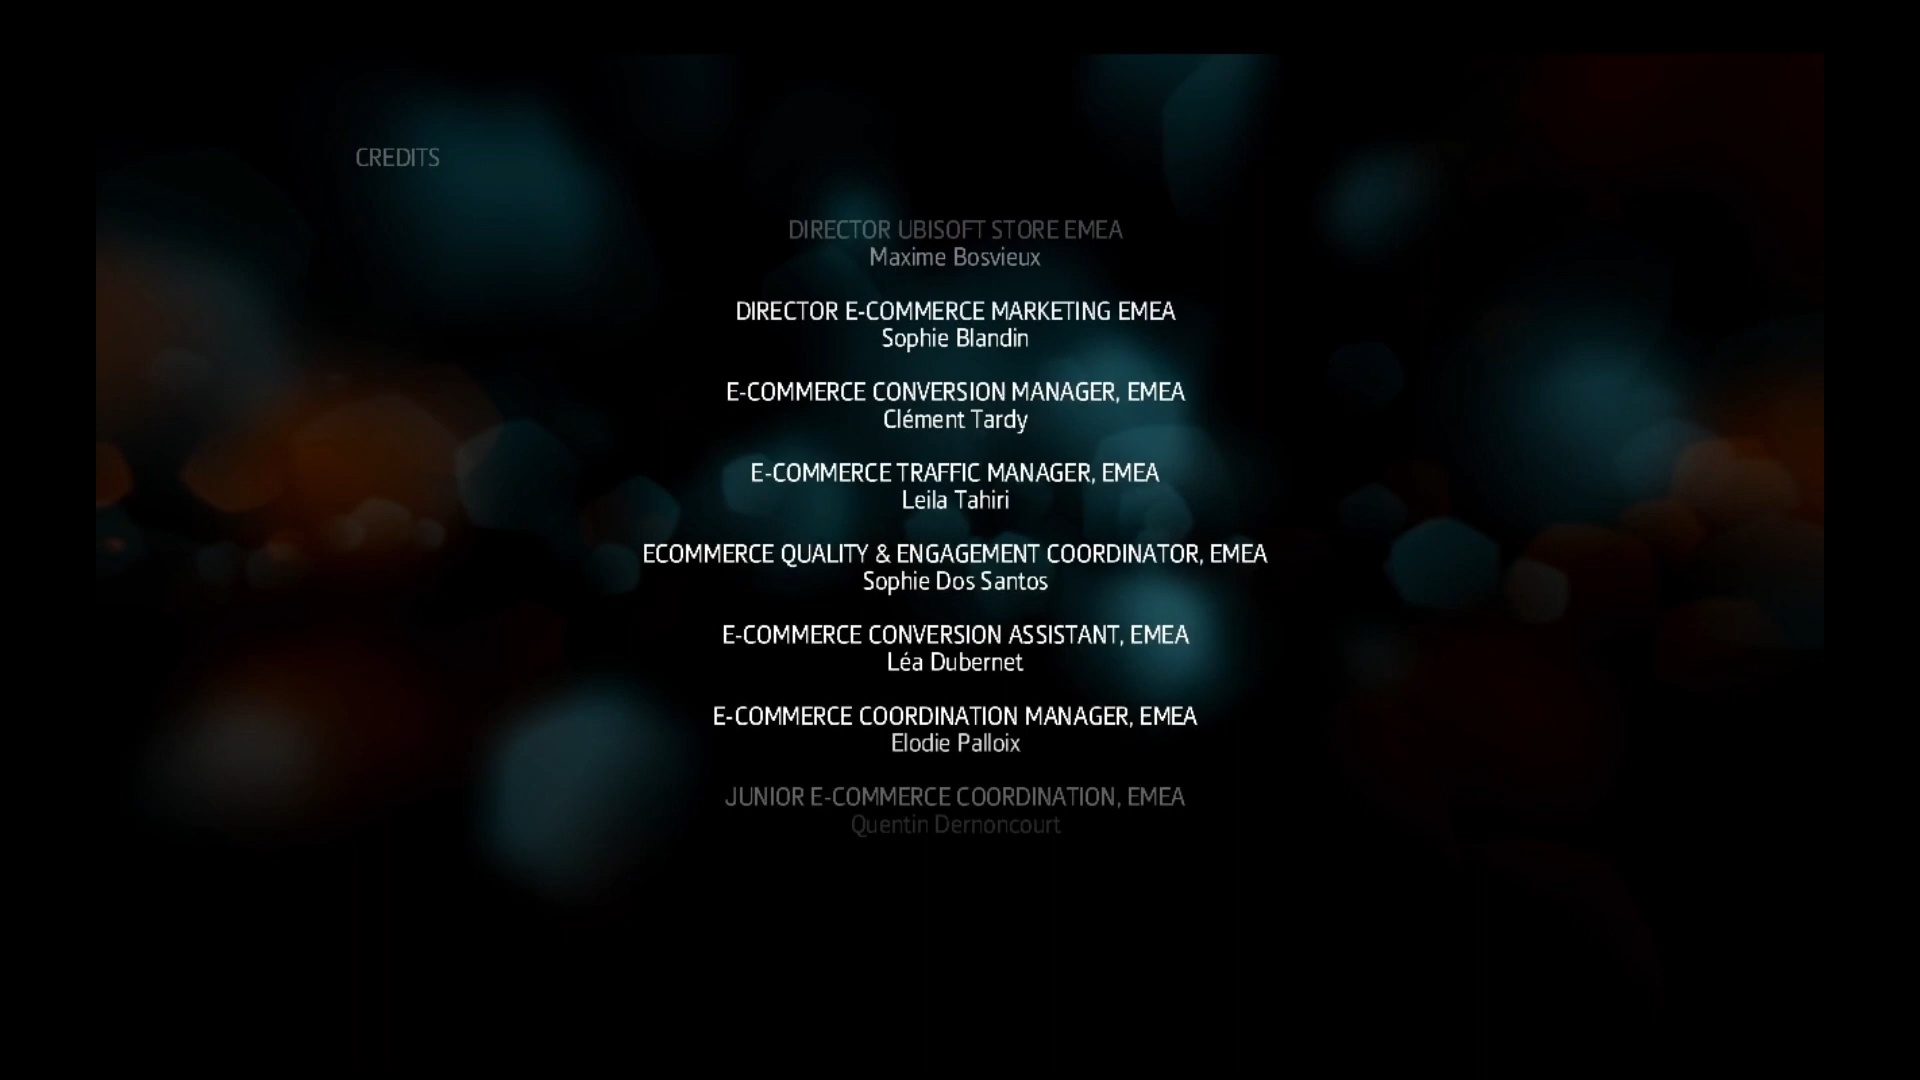 CREDITS
DIRECTOR UBISOFT STORE EMEA
Maxime Bosvieux
DIRECTOR E-COMMERCE MARKETING EMEA
Sophie Blandin
E-COMMERCE CONVERSION MANAGER, EMEA
Clément Tardy
E-COMMERCE TRAFFIC MANAGER, EMEA
Leila Tahiri
ECOMMERCE QUALITY & ENGAGEMENT COORDINATOR, EMEA
Sophie Dos Santos
E-COMMERCE CONVERSION ASSISTANT, EMEA
Léa Dubernet
E-COMMERCE COORDINATION MANAGER, EMEA
Elodie Palloix
JUNIOR E-COMMERCE COORDINATION, EMEA
Quentin Dernoncourt